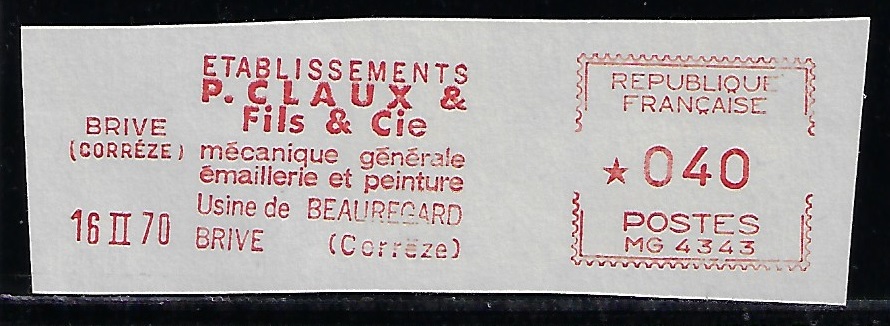 BRIVE
(CORRÉZE)
16 II 70
ETABLISSEMENTS
P. CLAUX &
Fils & Cie
mécanique générale
émaillerie et peinture
Usine de BEAUREGARD
BRIVE (Corrèze)
REPUBLIQUE
FRANÇAISE
★040
POSTES
MG 4343